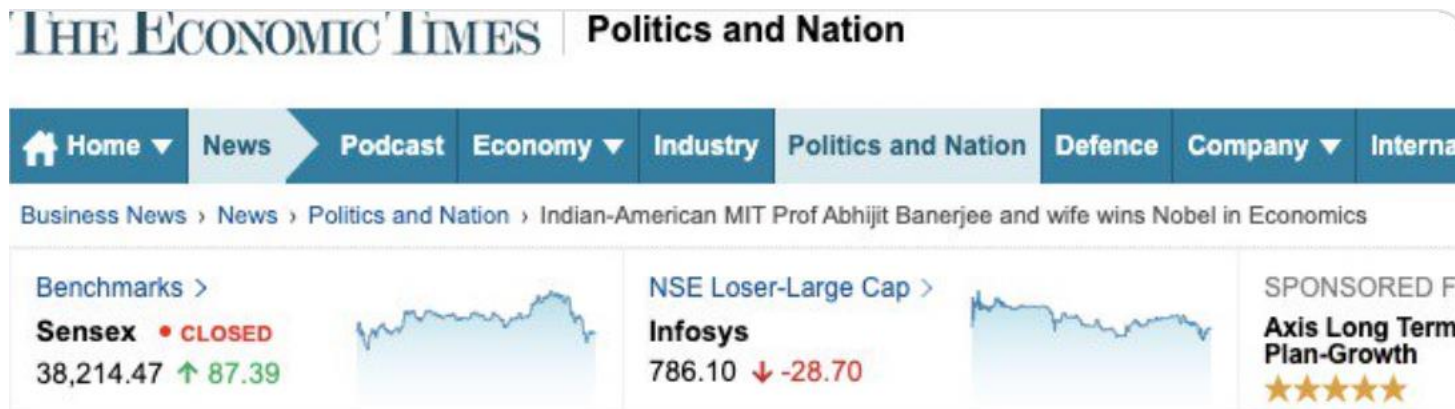 THE ECONOMIC TIMES Politics and Nation
Home News Podcast Economy Industry Politics and Nation Defence Company
Business News › News › Politics and Nation › Indian-American MIT Prof Abhijit Banerjee and wife wins Nobel in Economics
Benchmarks > NSE Loser-Large Cap > SPONSORED
Sensex • CLOSED Infosys Axis Long Term
38,214.47 ↑ 87.39 786.10 ↓ -28.70 Plan-Growth